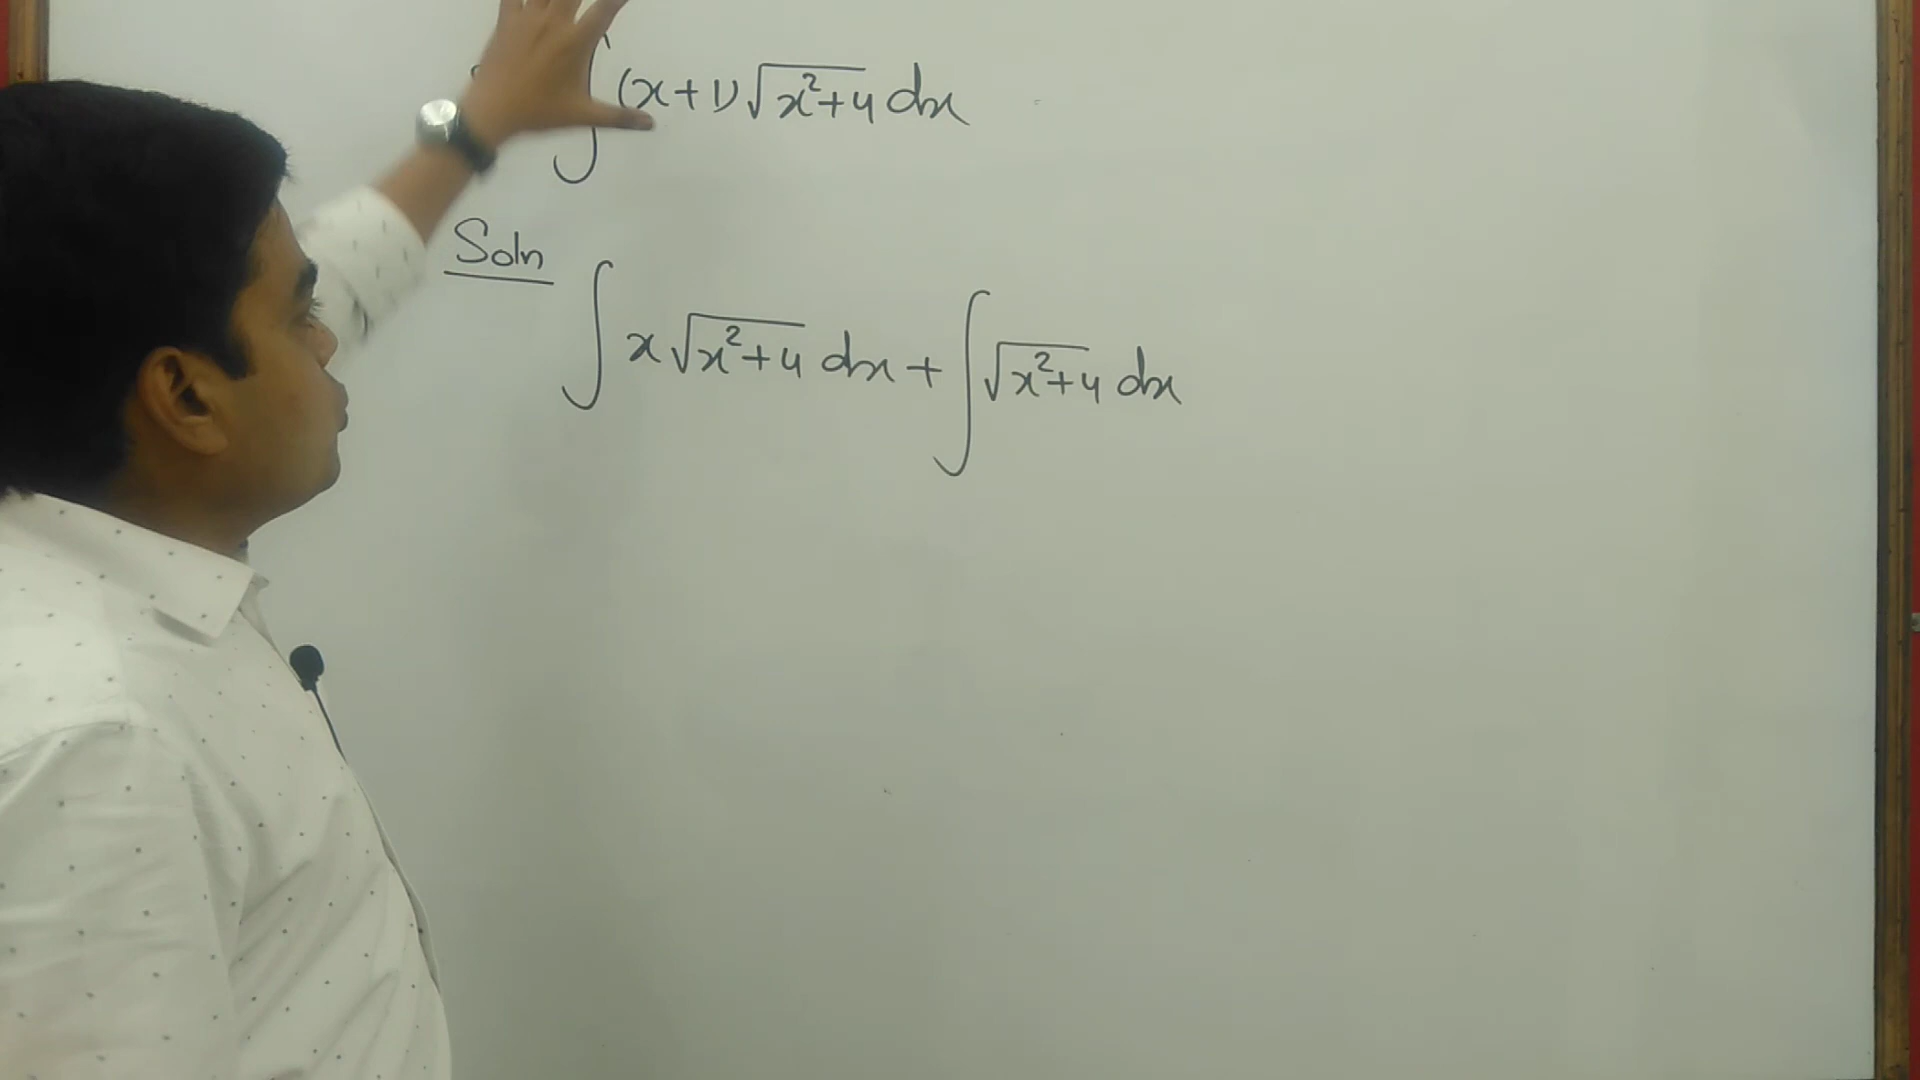 ∫ (x+1) √(x²+4) dx
Soln
∫ x √(x²+4) dx + ∫ √(x²+4) dx